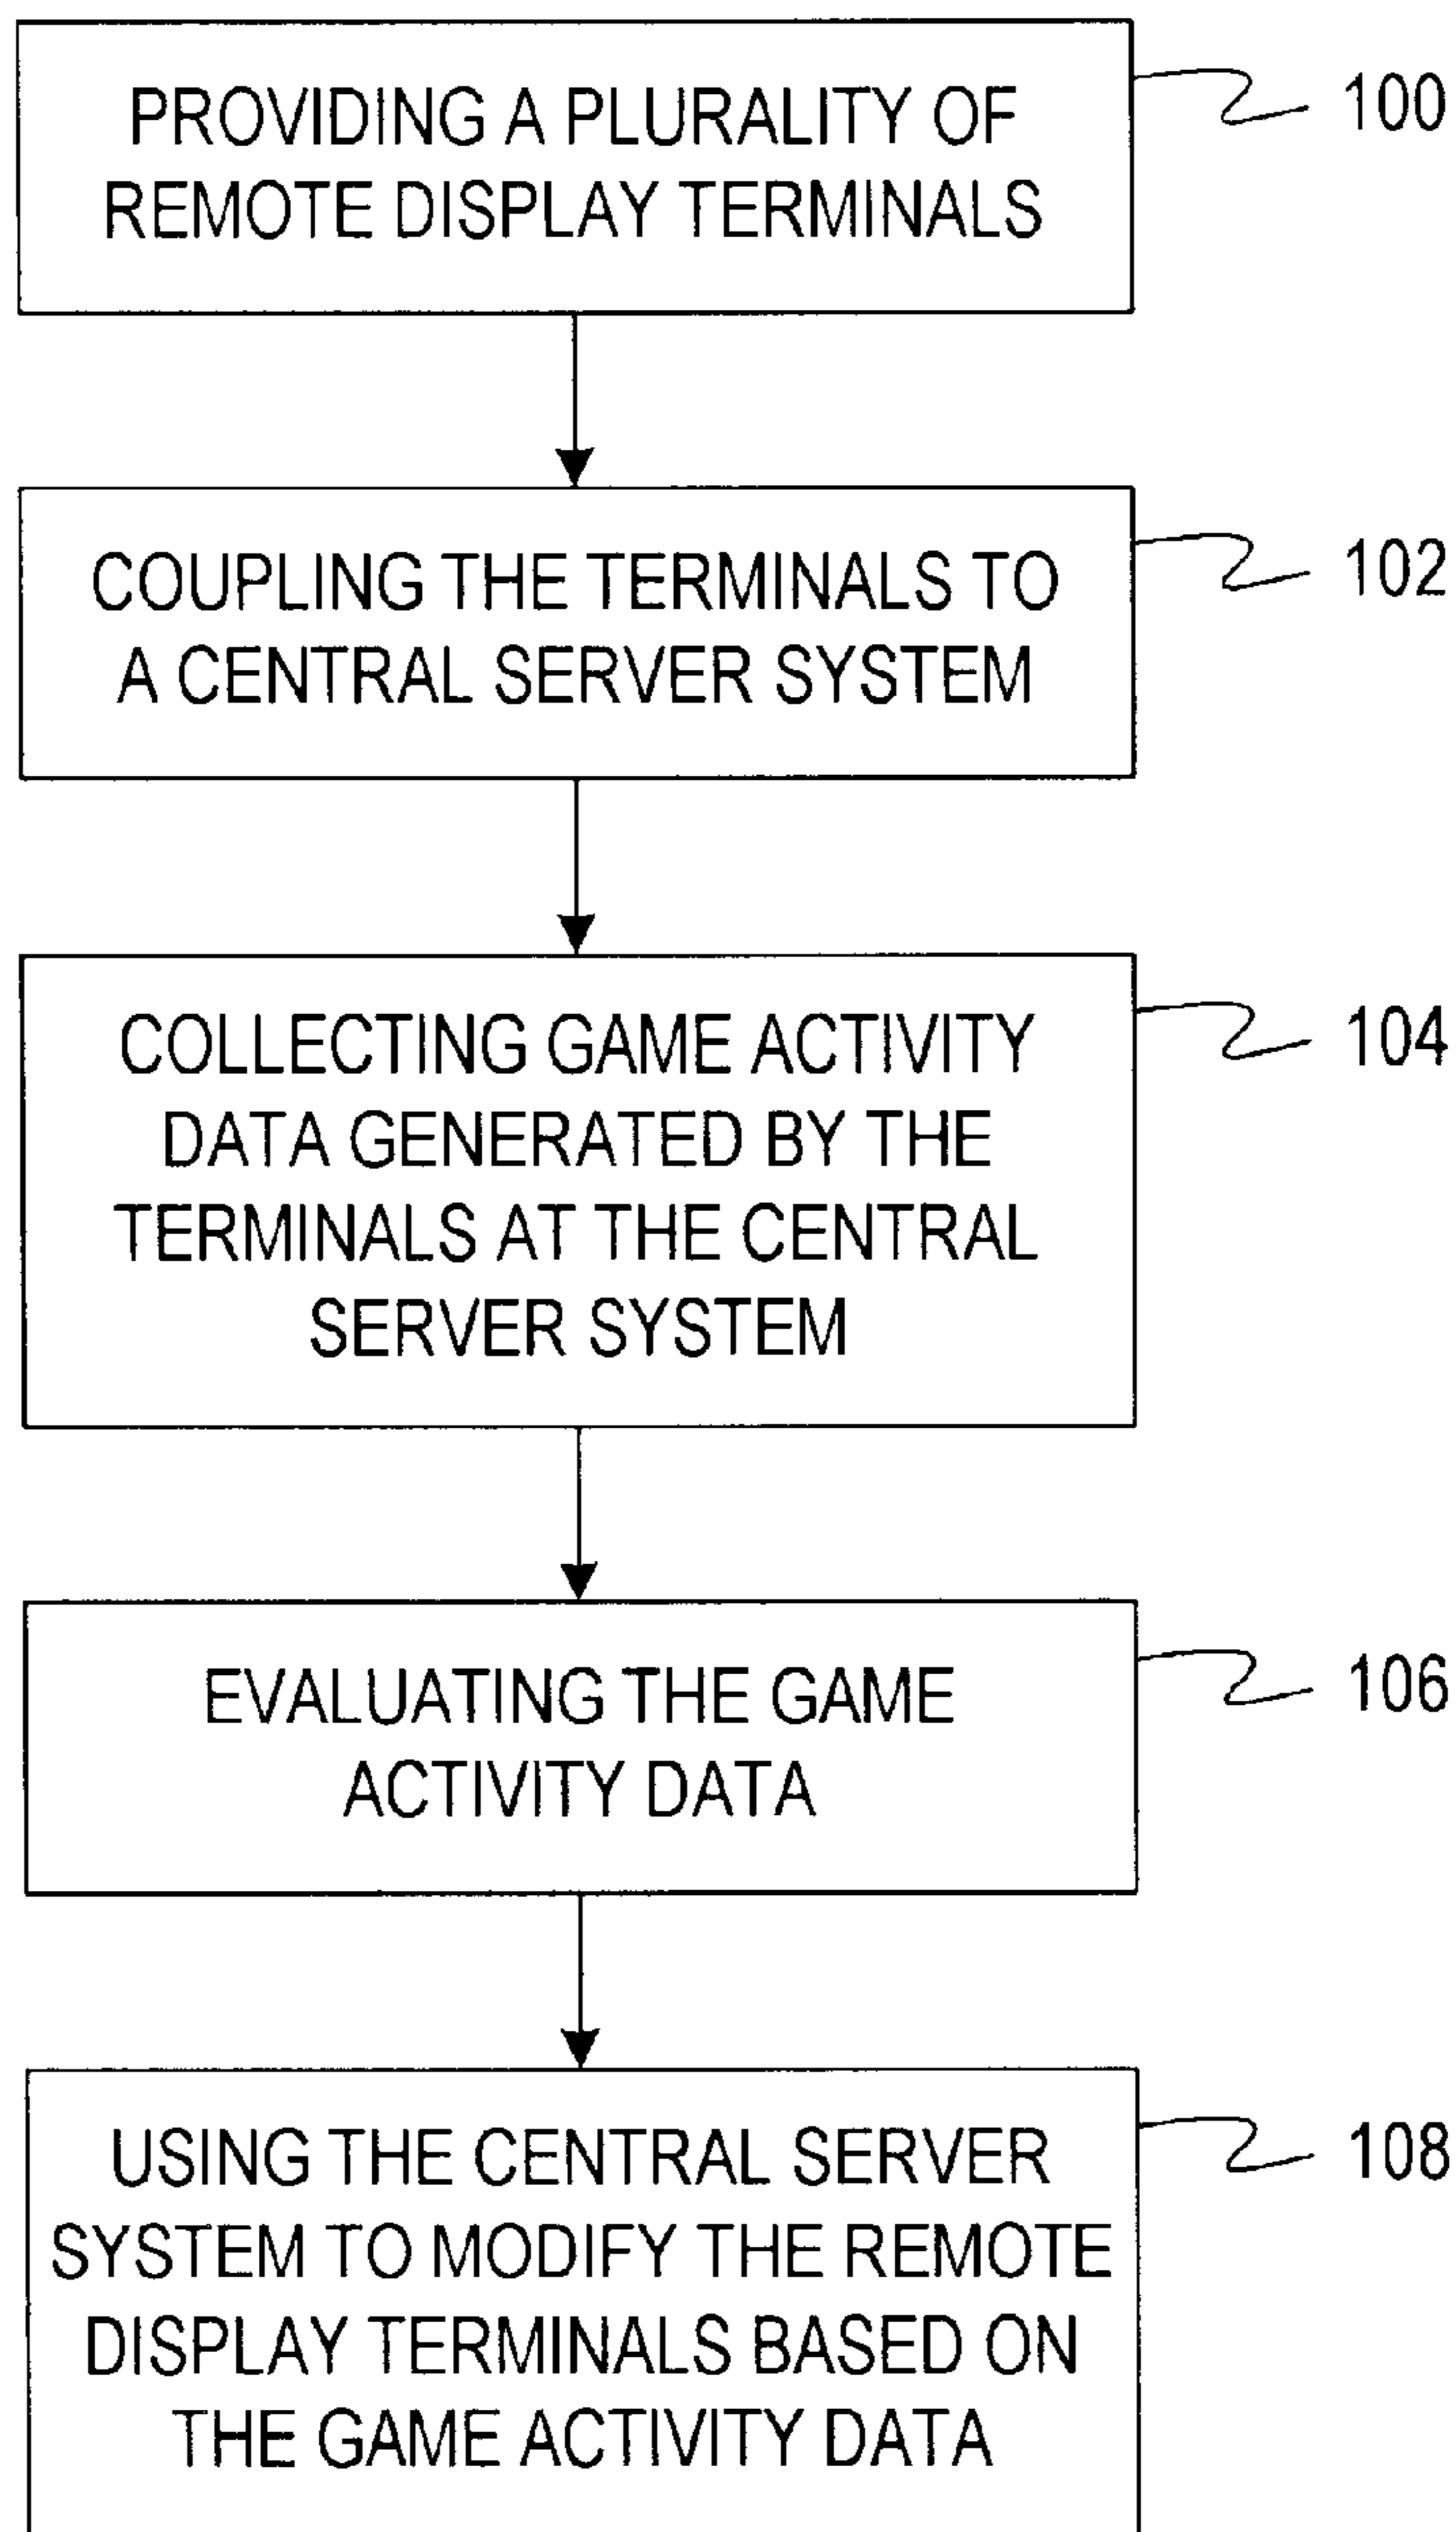 PROVIDING A PLURALITY OF
REMOTE DISPLAY TERMINALS
100
COUPLING THE TERMINALS TO
A CENTRAL SERVER SYSTEM
102
COLLECTING GAME ACTIVITY
DATA GENERATED BY THE
TERMINALS AT THE CENTRAL
SERVER SYSTEM
104
EVALUATING THE GAME
ACTIVITY DATA
106
USING THE CENTRAL SERVER
SYSTEM TO MODIFY THE REMOTE
DISPLAY TERMINALS BASED ON
THE GAME ACTIVITY DATA
108